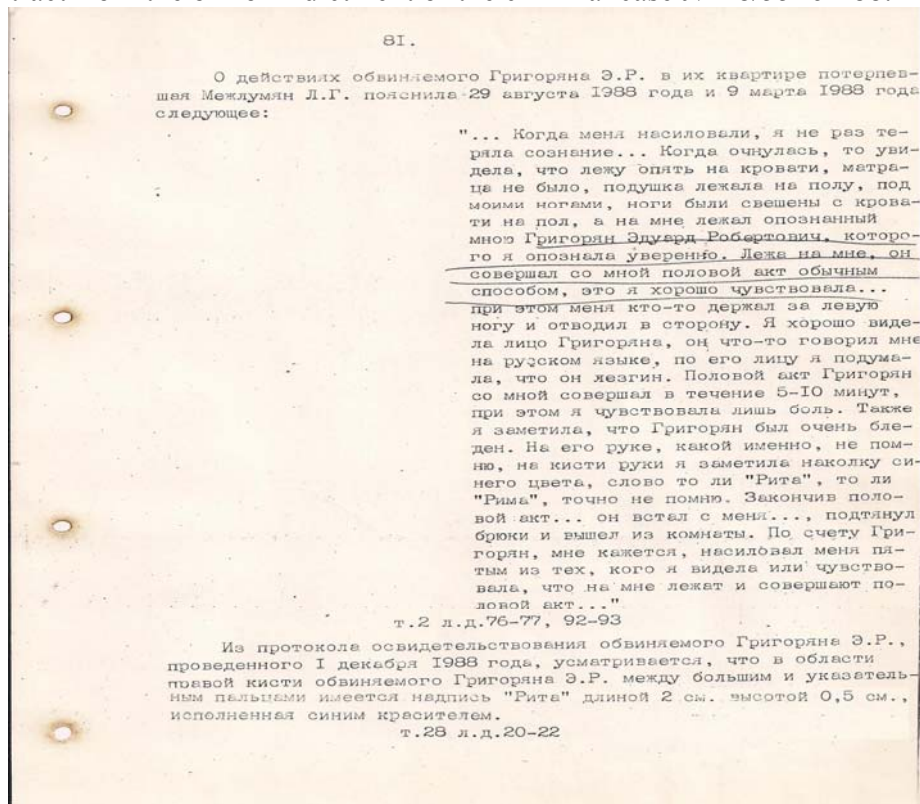 81.
О действиях обвиняемого Григоряна Э.Р. в их квартире потерпев-
шая Межлумян Л.Г. пояснила 29 августа 1988 года и 9 марта 1988 года
следующее:
"... Когда меня насиловали, я не раз те-
ряла сознание... Когда очнулась, то уви-
дела, что лежу опять на кровати, матра-
ца не было, подушка лежала на полу, под
моими ногами, ноги были свешены с крова-
ти на пол, а на мне лежал опознанный
мною Григорян Эдуард Робертович, которо-
го я опознала уверенно. Лежа на мне, он
совершал со мной половой акт обычным
способом, это я хорошо чувствовала...
при этом меня кто-то держал за левую
ногу и отводил в сторону. Я хорошо виде-
ла лицо Григоряна, он что-то говорил мне
на русском языке, по его лицу я подума-
ла, что он лезгин. Половой акт Григорян
со мной совершал в течение 5-10 минут,
при этом я чувствовала лишь боль. Также
я заметила, что Григорян был очень бле-
ден. На его руке, какой именно, не пом-
ню, на кисти руки я заметила наколку си-
него цвета, слово то ли "Рита", то ли
"Рима", точно не помню. Закончив поло-
вой акт... он встал с меня..., подтянул
брюки и вышел из комнаты. По счету Гри-
горян, мне кажется, насиловал меня пя-
тым из тех, кого я видела или чувство-
вала, что на мне лежат и совершают по-
ловой акт..."
т.2 л.д.76-77, 92-93
Из протокола освидетельствования обвиняемого Григоряна Э.Р.,
проведенного 1 декабря 1988 года, усматривается, что в области
правой кисти обвиняемого Григоряна Э.Р. между большим и указатель-
ным пальцами имеется надпись "Рита" длиной 2 см. высотой 0,5 см.,
исполненная синим красителем.
т.28 л.д.20-22